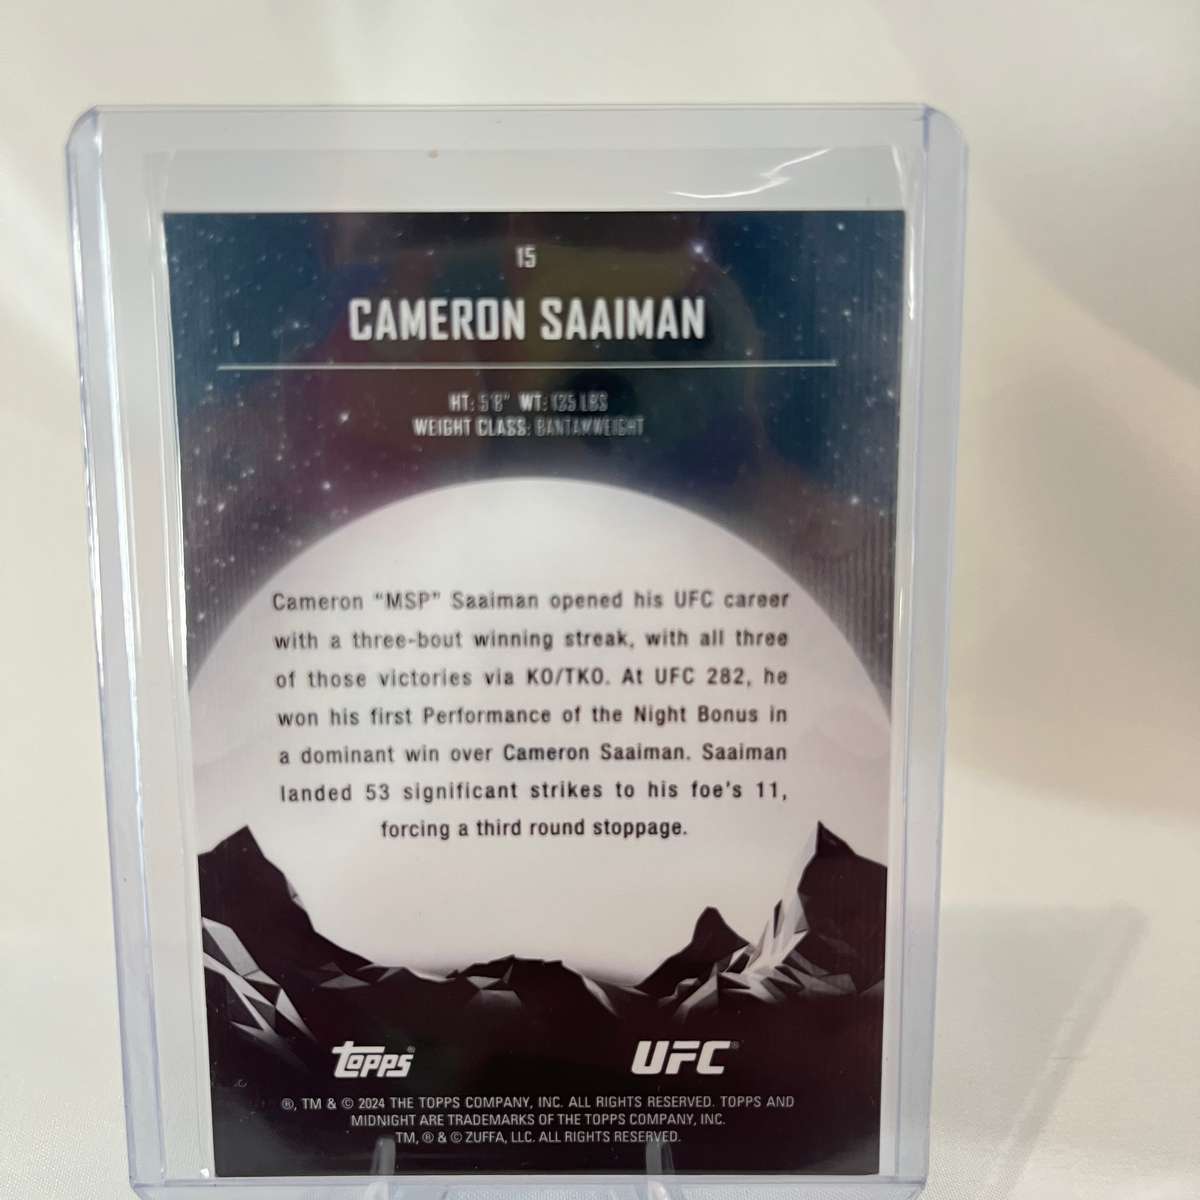 15
CAMERON SAAIMAN
HT: 5'8" WT: 135 LBS
WEIGHT CLASS: BANTAMWEIGHT
Cameron “MSP” Saaiman opened his UFC career
with a three-bout winning streak, with all three
of those victories via KO/TKO. At UFC 282, he
won his first Performance of the Night Bonus in
a dominant win over Cameron Saaiman. Saaiman
landed 53 significant strikes to his foe's 11,
forcing a third round stoppage.
TOPPS® UFC®
®, TM & © 2024 THE TOPPS COMPANY, INC. ALL RIGHTS RESERVED. TOPPS AND
MIDNIGHT ARE TRADEMARKS OF THE TOPPS COMPANY, INC.
TM, ® & © ZUFFA, LLC. ALL RIGHTS RESERVED.